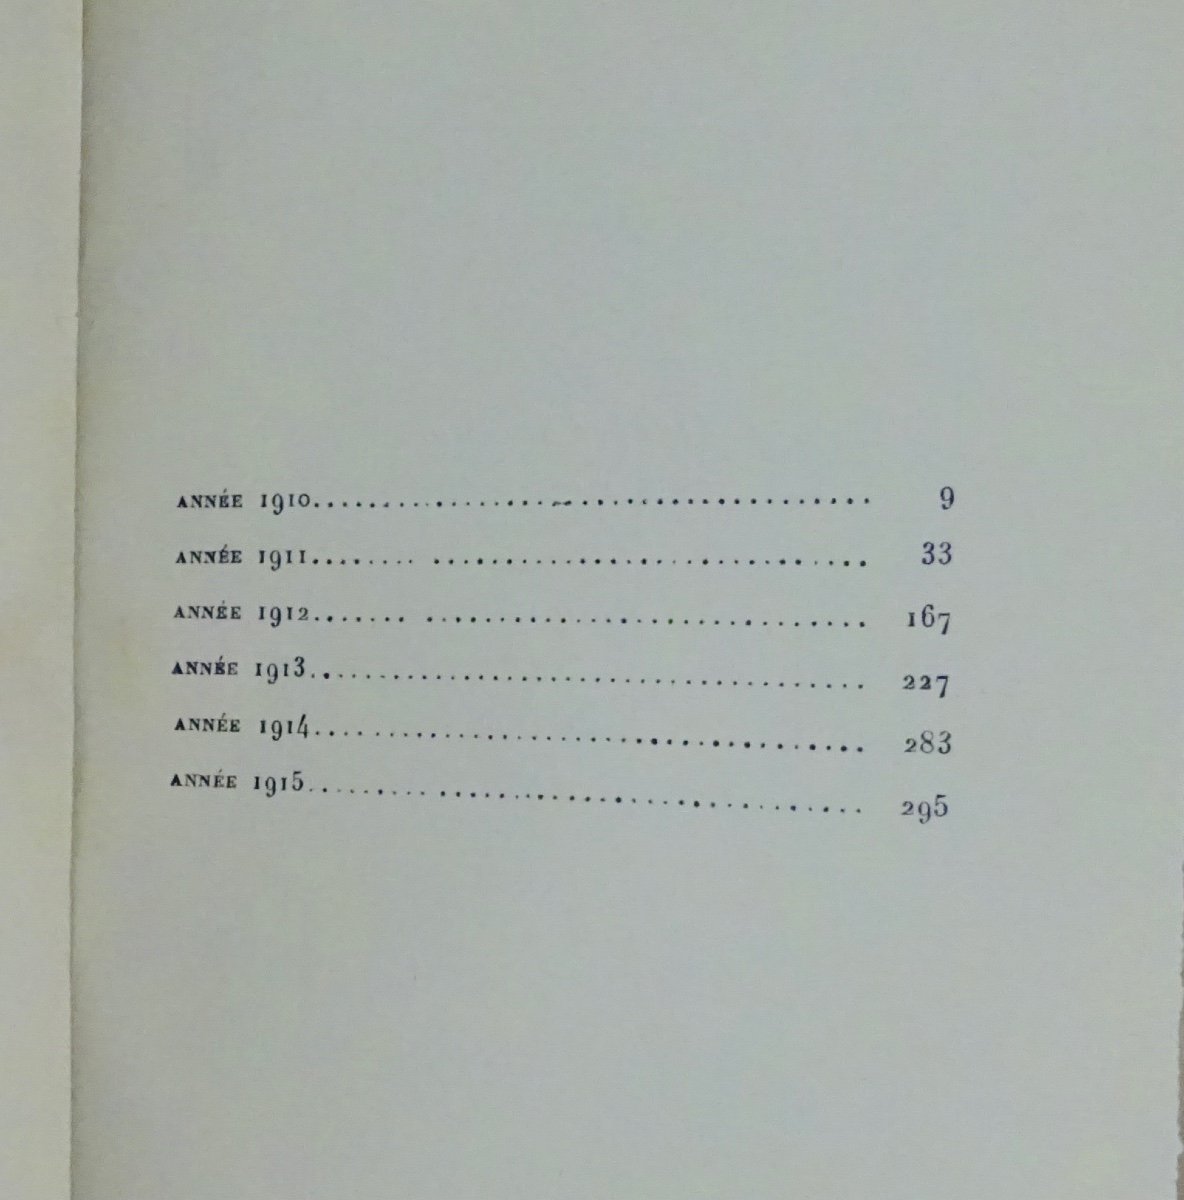 ANNÉE 1910........................................ 9
ANNÉE 1911........ .............................. 33
ANNÉE 1912....... ............................... 167
ANNÉE 1913....................................... 227
ANNÉE 1914....................................... 283
ANNÉE 1915......... ............................. 295